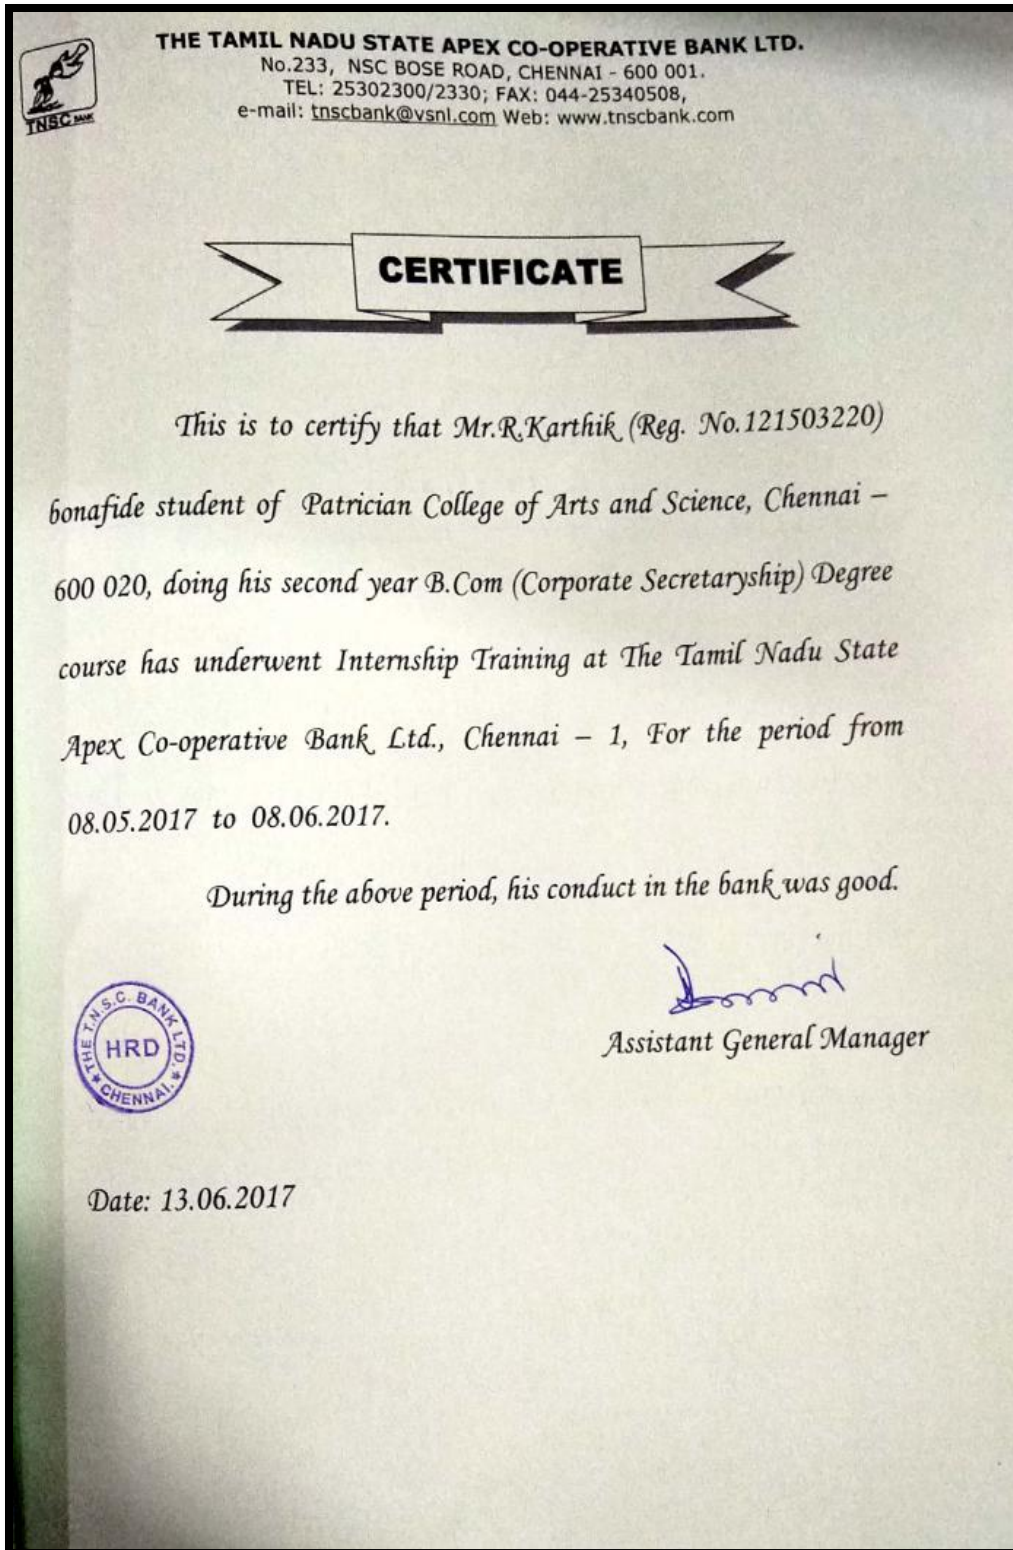 THE TAMIL NADU STATE APEX CO-OPERATIVE BANK LTD.
No.233, NSC BOSE ROAD, CHENNAI - 600 001.
TEL: 25302300/2330; FAX: 044-25340508,
e-mail: tnscbank@vsnl.com Web: www.tnscbank.com
TNSC BANK
CERTIFICATE
This is to certify that Mr.R.Karthik (Reg. No.121503220)
bonafide student of Patrician College of Arts and Science, Chennai –
600 020, doing his second year B.Com (Corporate Secretaryship) Degree
course has underwent Internship Training at The Tamil Nadu State
Apex Co-operative Bank Ltd., Chennai – 1, For the period from
08.05.2017 to 08.06.2017.
During the above period, his conduct in the bank was good.
Assistant General Manager
THE T.N.S.C. BANK LTD.
HRD
CHENNAI.
Date: 13.06.2017